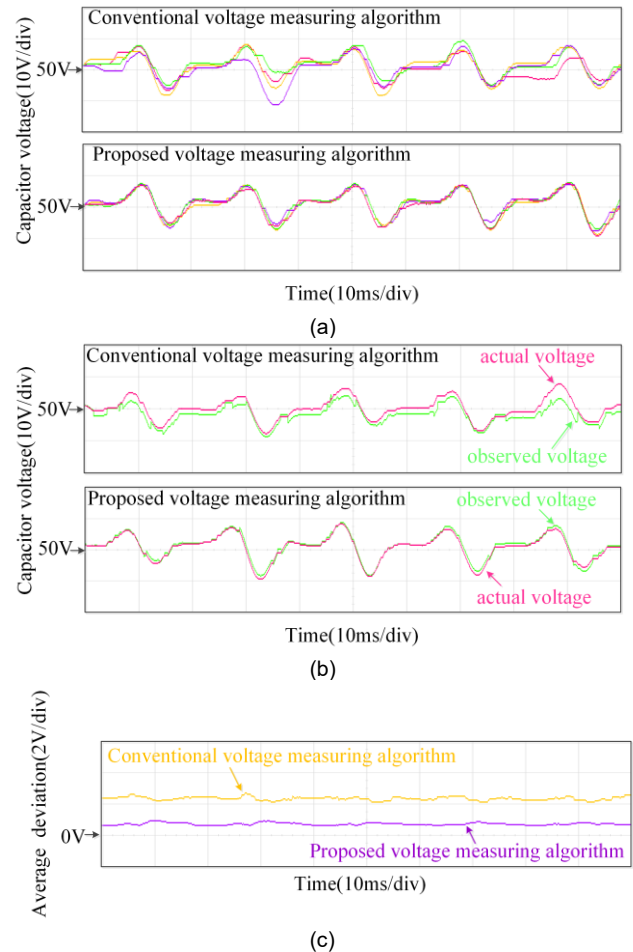 Conventional voltage measuring algorithm
50V
Proposed voltage measuring algorithm
50V
Capacitor voltage(10V/div)
Time(10ms/div)
(a)
Conventional voltage measuring algorithm
actual voltage
50V
observed voltage
Proposed voltage measuring algorithm
observed voltage
50V
actual voltage
Capacitor voltage(10V/div)
Time(10ms/div)
(b)
Conventional voltage measuring algorithm
0V
Proposed voltage measuring algorithm
Average deviation(2V/div)
Time(10ms/div)
(c)